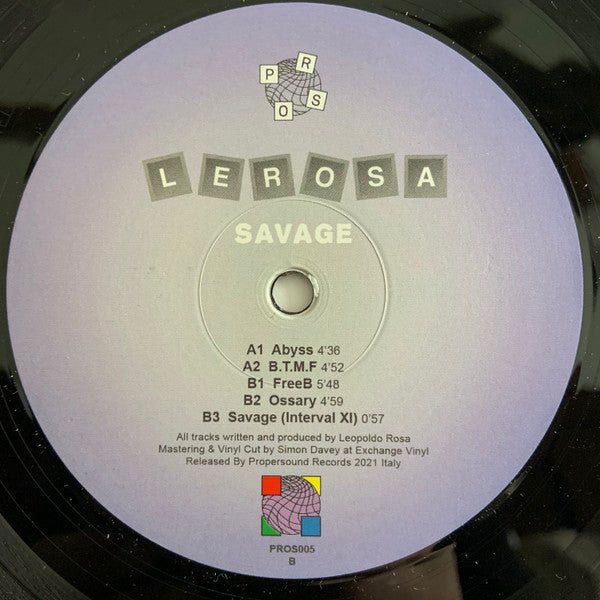 P R
O S
LEROSA
SAVAGE
A1 Abyss 4'36
A2 B.T.M.F 4'52
B1 FreeB 5'48
B2 Ossary 4'59
B3 Savage (Interval XI) 0'57
All tracks written and produced by Leopoldo Rosa
Mastering & Vinyl Cut by Simon Davey at Exchange Vinyl
Released By Propersound Records 2021 Italy
PROS005
B